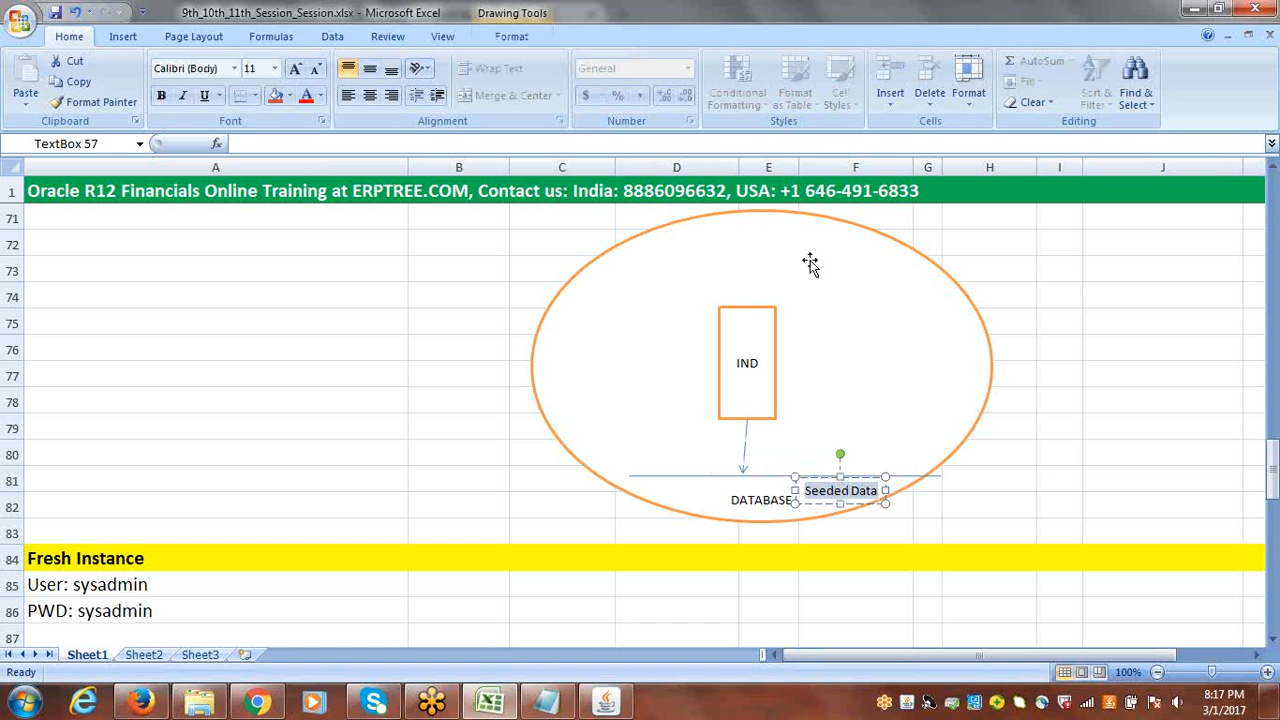 9th_10th_11th_Session_Session.xlsx - Microsoft Excel
Drawing Tools
Home Insert Page Layout Formulas Data Review View Format
Paste
Cut
Copy
Format Painter
Clipboard
Calibri (Body) 11
B I U
Font
Wrap Text
Merge & Center
Alignment
General
$ % ,
Number
Conditional Formatting
Format as Table
Cell Styles
Styles
Insert
Delete
Format
Cells
AutoSum
Fill
Clear
Sort & Filter
Find & Select
Editing
TextBox 57
fx
A B C D E F G H I J
1 Oracle R12 Financials Online Training at ERPTREE.COM, Contact us: India: 8886096632, USA: +1 646-491-6833
71
72
73
74
75
76
IND
77
78
79
80
81
Seeded Data
DATABASE
82
83
84 Fresh Instance
85 User: sysadmin
86 PWD: sysadmin
87
Sheet1 Sheet2 Sheet3
Ready
100%
8:17 PM
3/1/2017